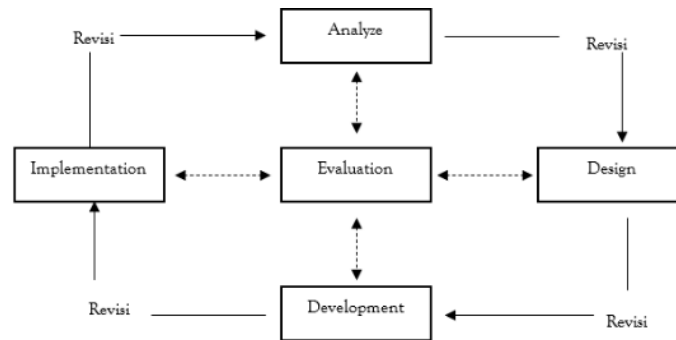 Analyze
Revisi
Revisi
Implementation
Evaluation
Design
Revisi
Development
Revisi